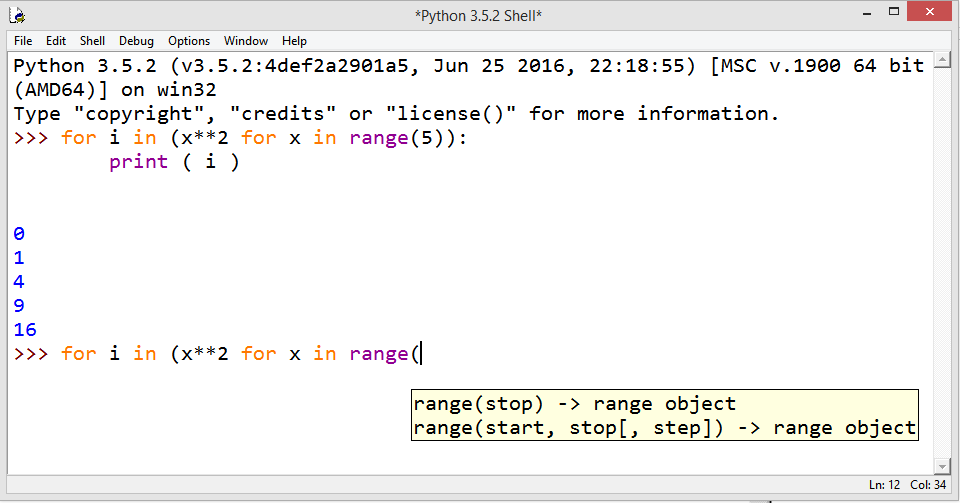 *Python 3.5.2 Shell*
File Edit Shell Debug Options Window Help
Python 3.5.2 (v3.5.2:4def2a2901a5, Jun 25 2016, 22:18:55) [MSC v.1900 64 bit
(AMD64)] on win32
Type "copyright", "credits" or "license()" for more information.
>>> for i in (x**2 for x in range(5)):
        print ( i )
0
1
4
9
16
>>> for i in (x**2 for x in range(
range(stop) -> range object
range(start, stop[, step]) -> range object
Ln: 12 Col: 34